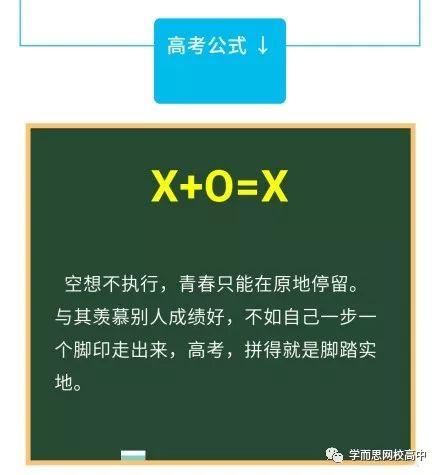 高考公式 ↓
X+O=X
空想不执行，青春只能在原地停留。
与其羡慕别人成绩好，不如自己一步一
个脚印走出来，高考，拼得就是脚踏实
地。
学而思网校高中